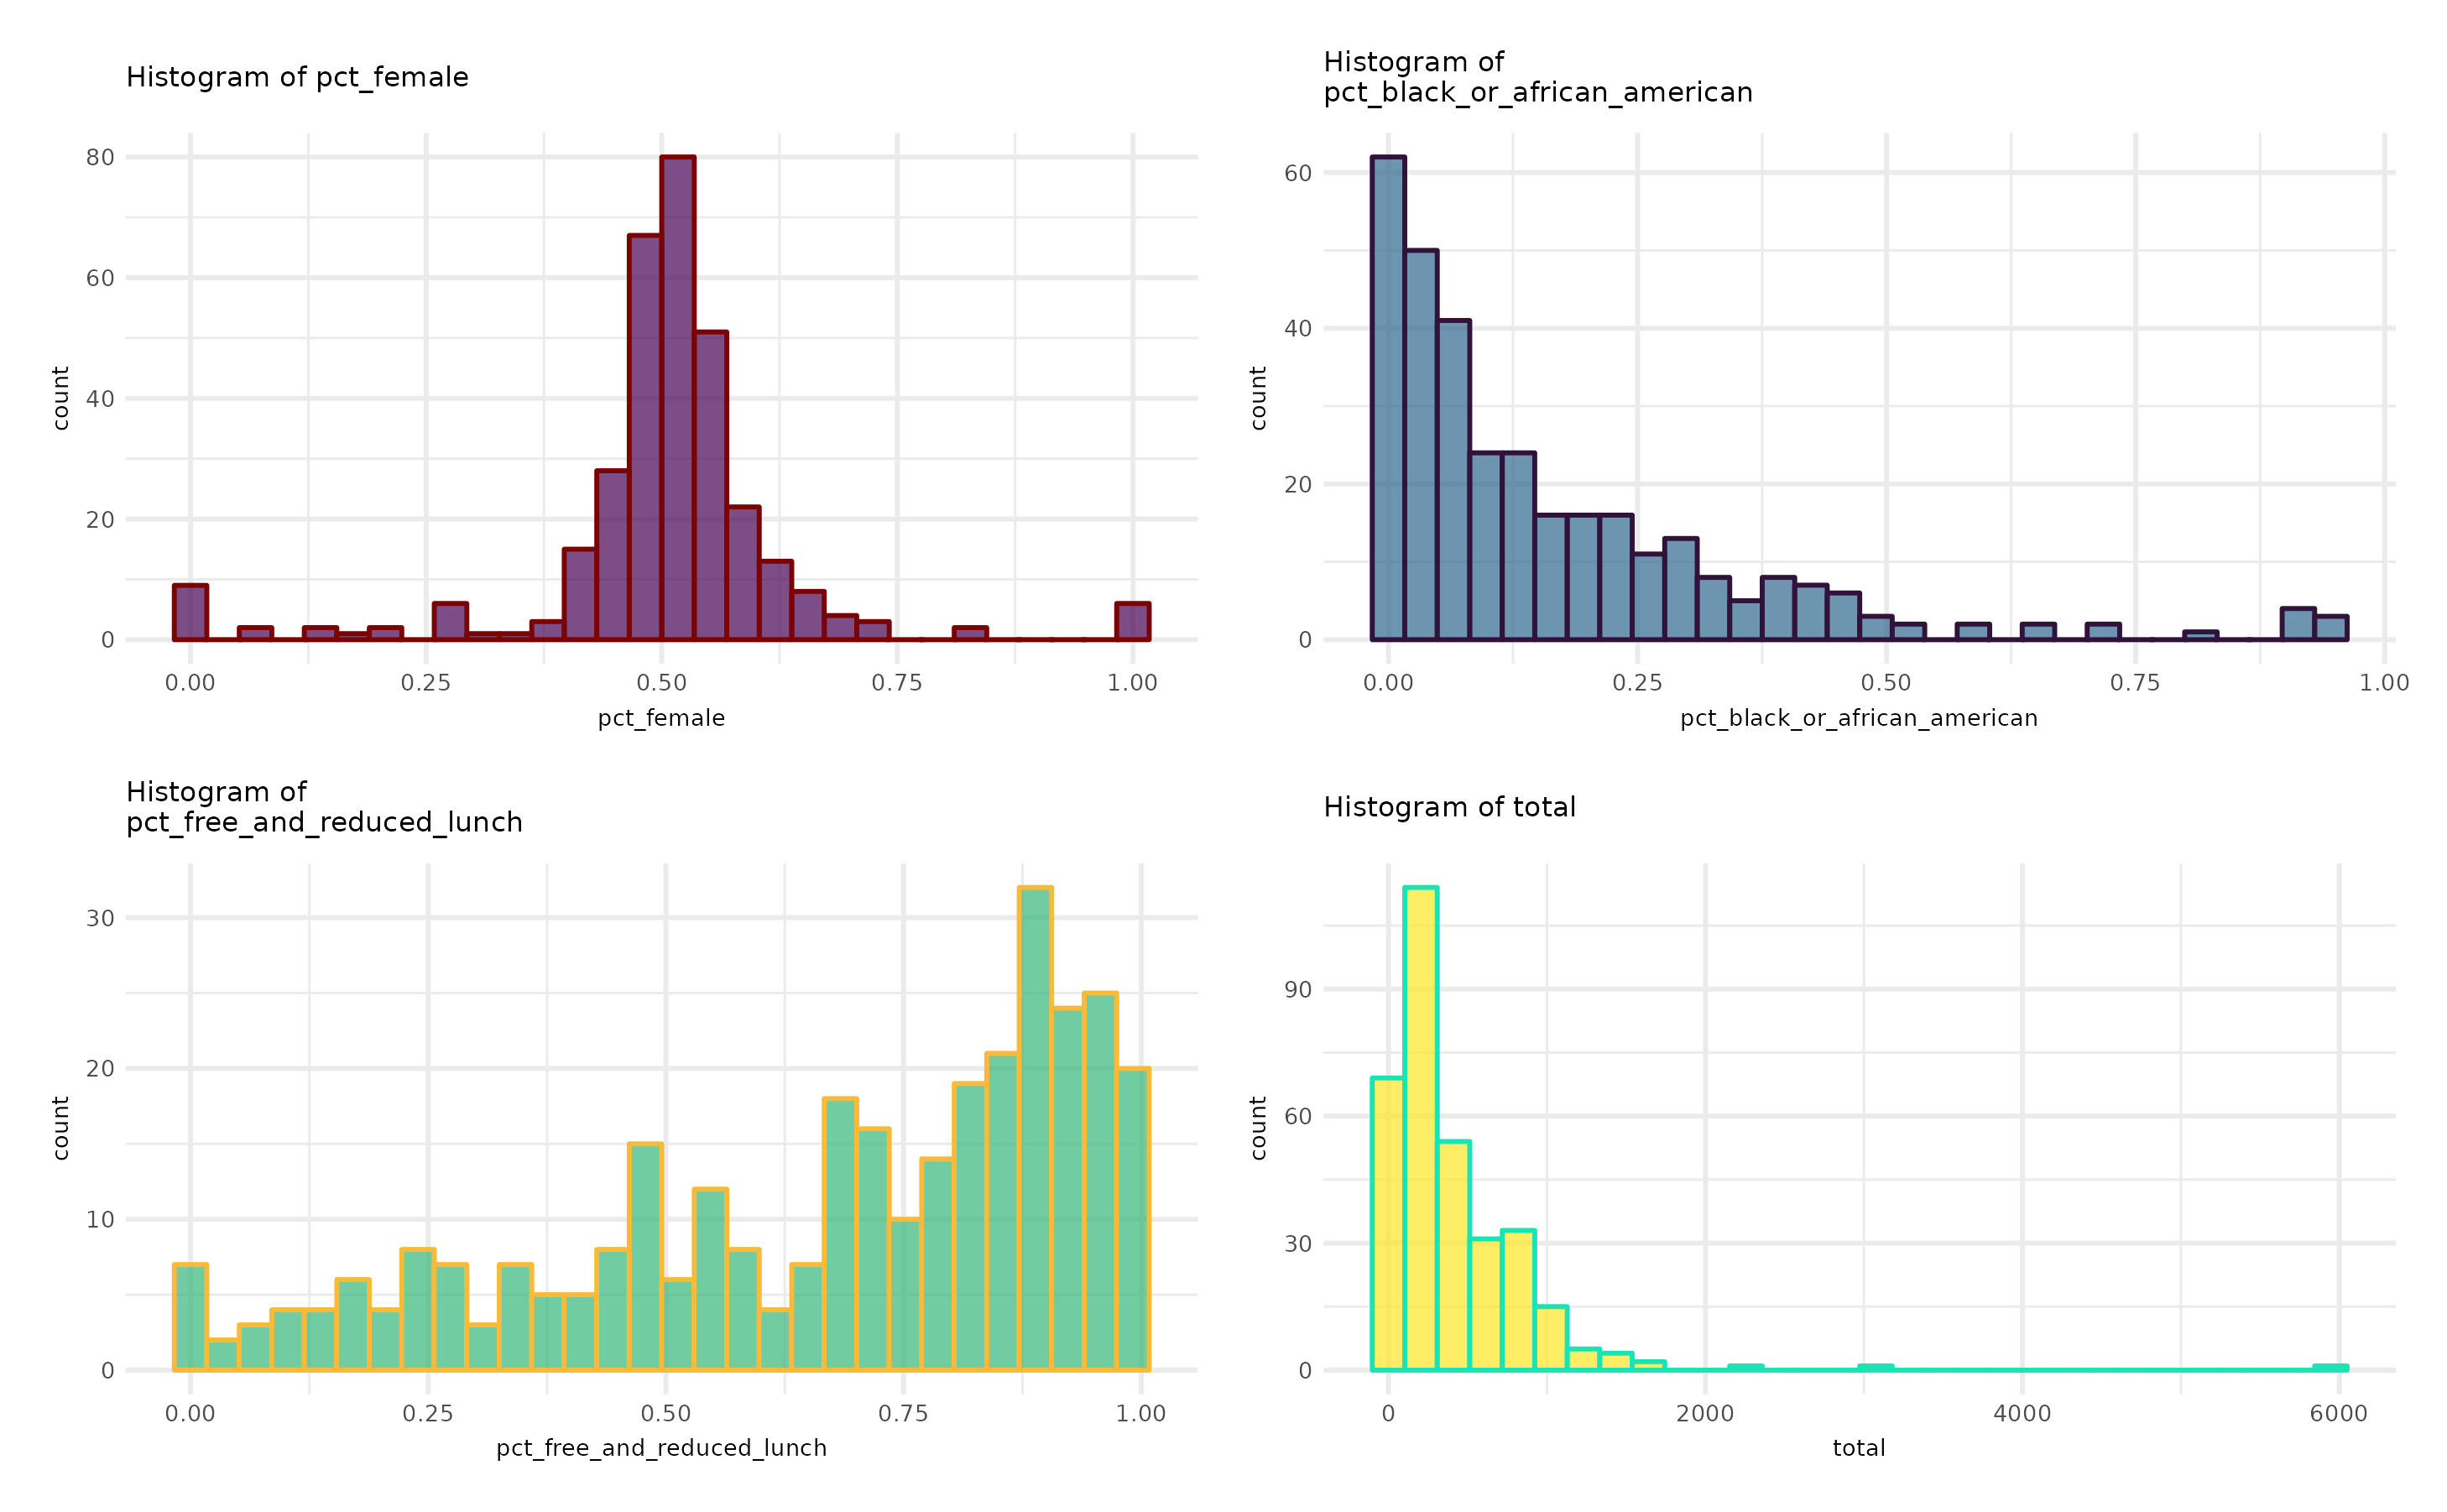 Histogram of pct_female
80
60
40
20
0
count
0.00 0.25 0.50 0.75 1.00
pct_female
Histogram of
pct_black_or_african_american
60
40
20
0
count
0.00 0.25 0.50 0.75 1.00
pct_black_or_african_american
Histogram of
pct_free_and_reduced_lunch
30
20
10
0
count
0.00 0.25 0.50 0.75 1.00
pct_free_and_reduced_lunch
Histogram of total
90
60
30
0
count
0 2000 4000 6000
total